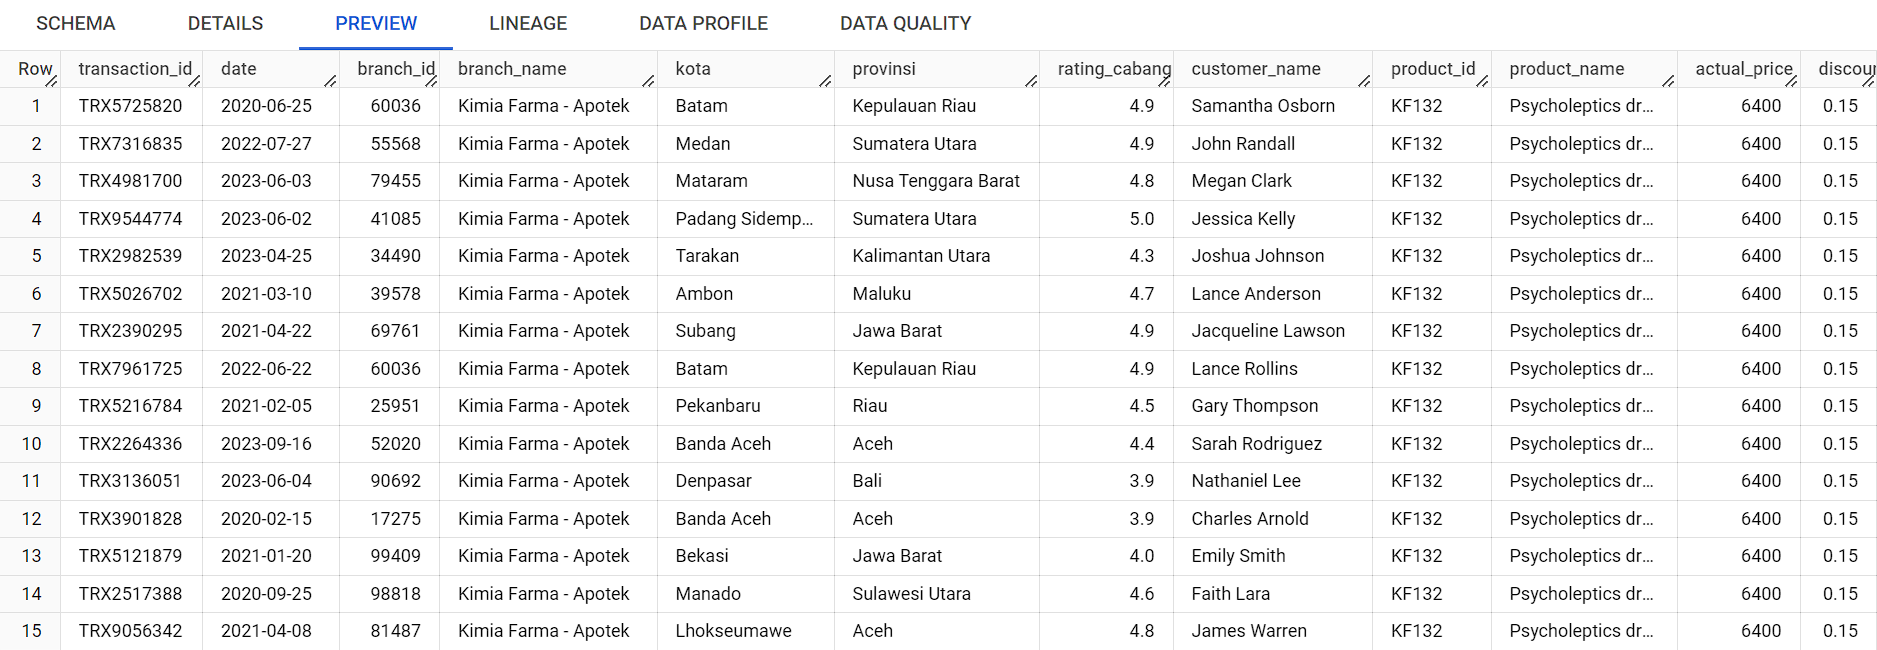 SCHEMA DETAILS PREVIEW LINEAGE DATA PROFILE DATA QUALITY
Row transaction_id date branch_id branch_name kota provinsi rating_cabang customer_name product_id product_name actual_price discou
1 TRX5725820 2020-06-25 60036 Kimia Farma - Apotek Batam Kepulauan Riau 4.9 Samantha Osborn KF132 Psycholeptics dr... 6400 0.15
2 TRX7316835 2022-07-27 55568 Kimia Farma - Apotek Medan Sumatera Utara 4.9 John Randall KF132 Psycholeptics dr... 6400 0.15
3 TRX4981700 2023-06-03 79455 Kimia Farma - Apotek Mataram Nusa Tenggara Barat 4.8 Megan Clark KF132 Psycholeptics dr... 6400 0.15
4 TRX9544774 2023-06-02 41085 Kimia Farma - Apotek Padang Sidemp... Sumatera Utara 5.0 Jessica Kelly KF132 Psycholeptics dr... 6400 0.15
5 TRX2982539 2023-04-25 34490 Kimia Farma - Apotek Tarakan Kalimantan Utara 4.3 Joshua Johnson KF132 Psycholeptics dr... 6400 0.15
6 TRX5026702 2021-03-10 39578 Kimia Farma - Apotek Ambon Maluku 4.7 Lance Anderson KF132 Psycholeptics dr... 6400 0.15
7 TRX2390295 2021-04-22 69761 Kimia Farma - Apotek Subang Jawa Barat 4.9 Jacqueline Lawson KF132 Psycholeptics dr... 6400 0.15
8 TRX7961725 2022-06-22 60036 Kimia Farma - Apotek Batam Kepulauan Riau 4.9 Lance Rollins KF132 Psycholeptics dr... 6400 0.15
9 TRX5216784 2021-02-05 25951 Kimia Farma - Apotek Pekanbaru Riau 4.5 Gary Thompson KF132 Psycholeptics dr... 6400 0.15
10 TRX2264336 2023-09-16 52020 Kimia Farma - Apotek Banda Aceh Aceh 4.4 Sarah Rodriguez KF132 Psycholeptics dr... 6400 0.15
11 TRX3136051 2023-06-04 90692 Kimia Farma - Apotek Denpasar Bali 3.9 Nathaniel Lee KF132 Psycholeptics dr... 6400 0.15
12 TRX3901828 2020-02-15 17275 Kimia Farma - Apotek Banda Aceh Aceh 3.9 Charles Arnold KF132 Psycholeptics dr... 6400 0.15
13 TRX5121879 2021-01-20 99409 Kimia Farma - Apotek Bekasi Jawa Barat 4.0 Emily Smith KF132 Psycholeptics dr... 6400 0.15
14 TRX2517388 2020-09-25 98818 Kimia Farma - Apotek Manado Sulawesi Utara 4.6 Faith Lara KF132 Psycholeptics dr... 6400 0.15
15 TRX9056342 2021-04-08 81487 Kimia Farma - Apotek Lhokseumawe Aceh 4.8 James Warren KF132 Psycholeptics dr... 6400 0.15